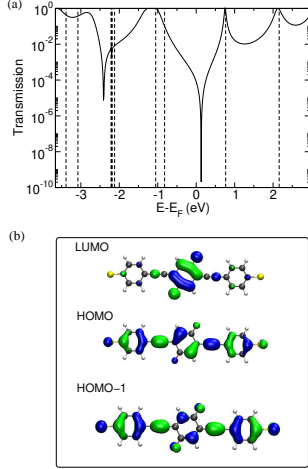 (a)
Transmission
10^0
10^-2
10^-4
10^-6
10^-8
10^-10
-3 -2 -1 0 1 2
E-E_F (eV)
(b)
LUMO
HOMO
HOMO-1